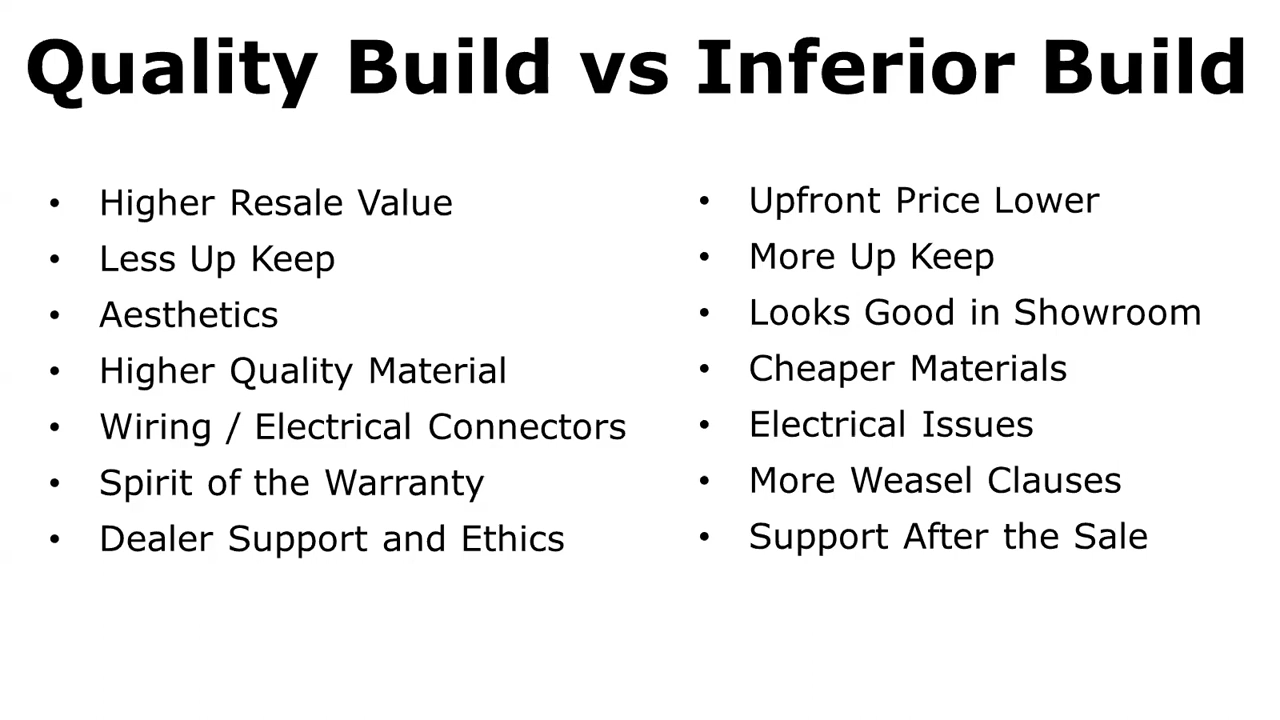 Quality Build vs Inferior Build
• Higher Resale Value
• Less Up Keep
• Aesthetics
• Higher Quality Material
• Wiring / Electrical Connectors
• Spirit of the Warranty
• Dealer Support and Ethics
• Upfront Price Lower
• More Up Keep
• Looks Good in Showroom
• Cheaper Materials
• Electrical Issues
• More Weasel Clauses
• Support After the Sale